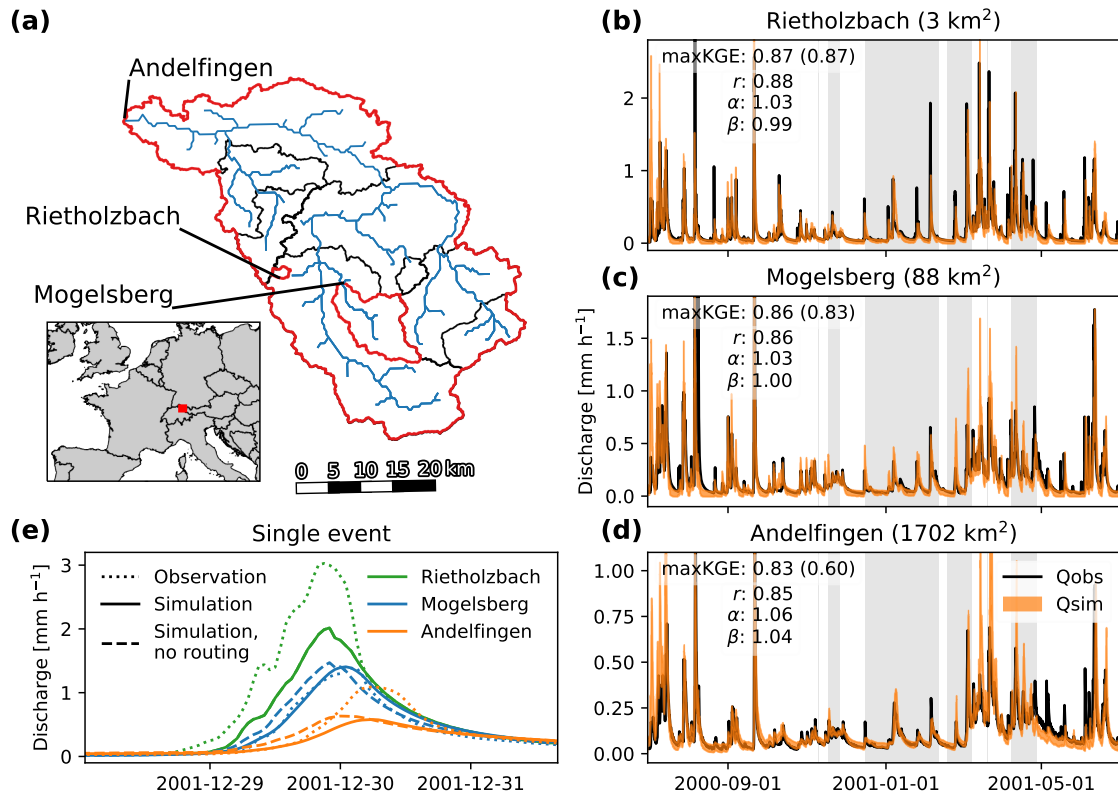 (a)
Andelfingen
Rietholzbach
Mogelsberg
0 5 10 15 20 km
(b)
Rietholzbach (3 km²)
maxKGE: 0.87 (0.87)
r: 0.88
α: 1.03
β: 0.99
2
1
0
(c)
Mogelsberg (88 km²)
maxKGE: 0.86 (0.83)
r: 0.86
α: 1.03
β: 1.00
1.5
1.0
0.5
0.0
Discharge [mm h⁻¹]
(d)
Andelfingen (1702 km²)
maxKGE: 0.83 (0.60)
r: 0.85
α: 1.06
β: 1.04
Qobs
Qsim
1.00
0.75
0.50
0.25
0.00
2000-09-01 2001-01-01 2001-05-01
(e)
Single event
Observation
Simulation
Simulation,
no routing
Rietholzbach
Mogelsberg
Andelfingen
3
2
1
0
Discharge [mm h⁻¹]
2001-12-29 2001-12-30 2001-12-31